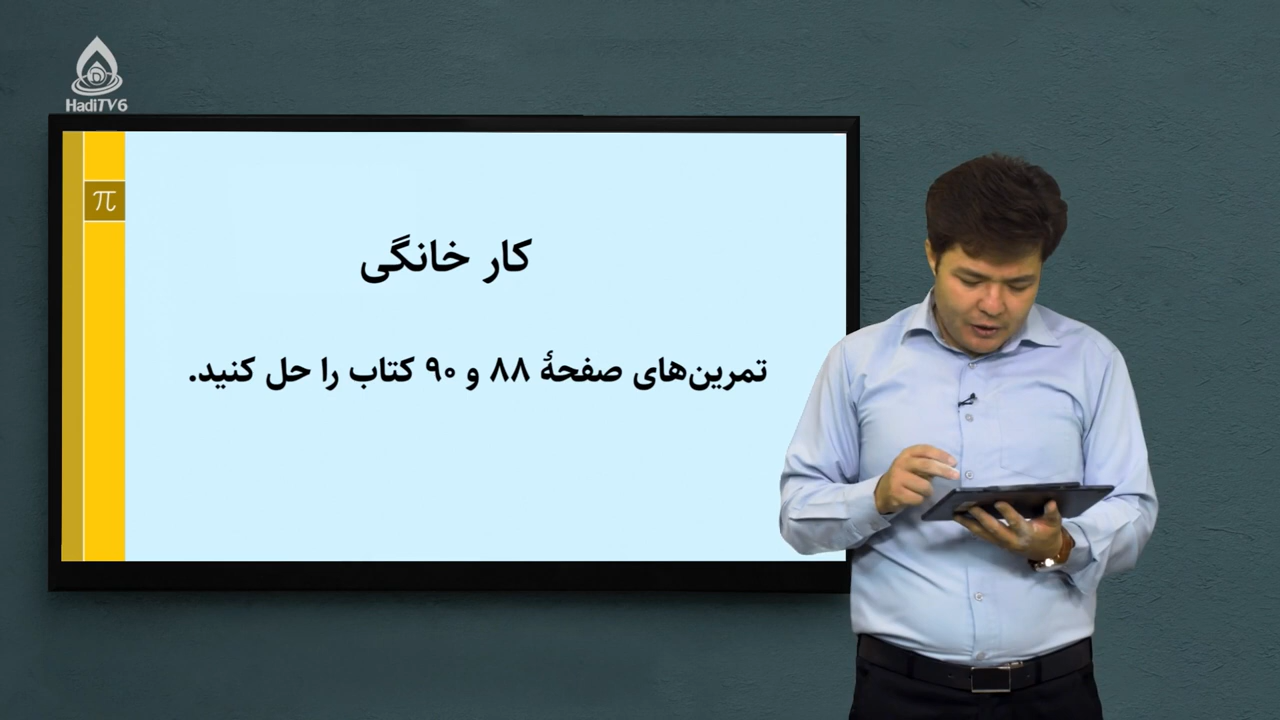 HadiTV6
π
کار خانگی
تمرین‌های صفحهٔ ۸۸ و ۹۰ کتاب را حل کنید.